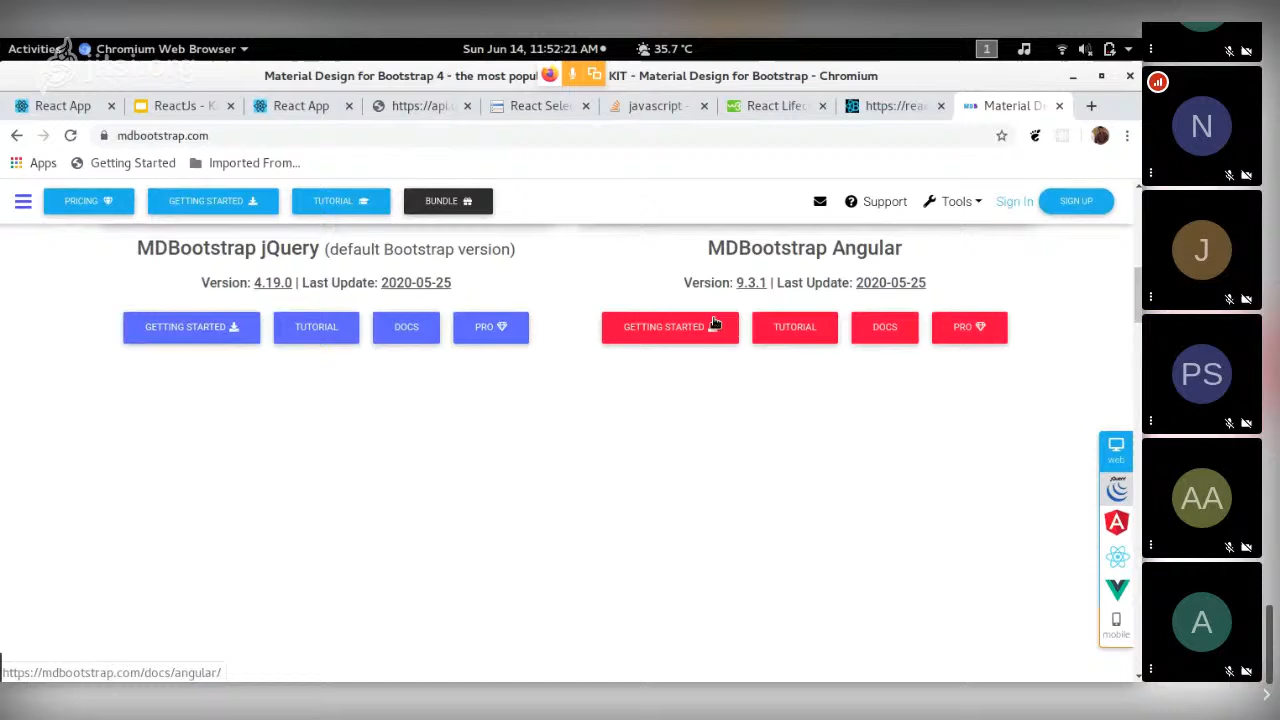 Activities
Chromium Web Browser
Sun Jun 14, 11:52:21 AM
35.7 °C
1
jitsi.org
Material Design for Bootstrap 4 - the most popu
KIT - Material Design for Bootstrap - Chromium
React App
ReactJs - K
React App
https://api.
React Sele
javascript -
React Lifec
https://rea
Material De
mdbootstrap.com
Apps
Getting Started
Imported From...
PRICING
GETTING STARTED
TUTORIAL
BUNDLE
Support
Tools
Sign In
SIGN UP
MDBootstrap jQuery (default Bootstrap version)
Version: 4.19.0 | Last Update: 2020-05-25
GETTING STARTED
TUTORIAL
DOCS
PRO
MDBootstrap Angular
Version: 9.3.1 | Last Update: 2020-05-25
GETTING STARTED
TUTORIAL
DOCS
PRO
web
jQuery
A
mobile
https://mdbootstrap.com/docs/angular/
N
J
PS
AA
A